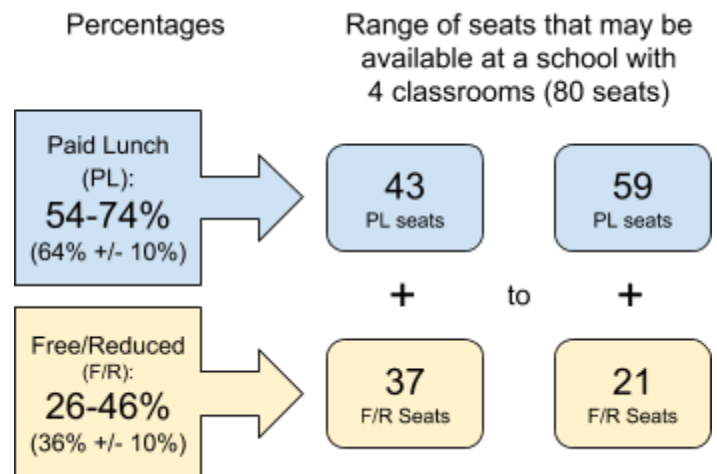 Percentages
Range of seats that may be
available at a school with
4 classrooms (80 seats)
Paid Lunch
(PL):
54-74%
(64% +/- 10%)
43
PL seats
59
PL seats
+
to
+
Free/Reduced
(F/R):
26-46%
(36% +/- 10%)
37
F/R Seats
21
F/R Seats